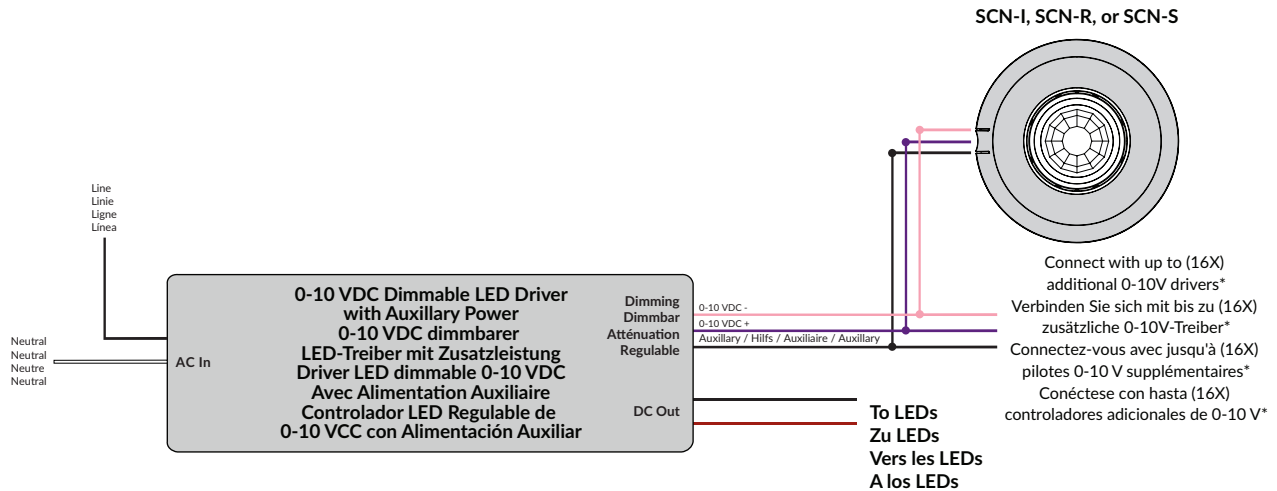 SCN-I, SCN-R, or SCN-S
Line
Linie
Ligne
Línea
Neutral
Neutral
Neutre
Neutral
AC In
0-10 VDC Dimmable LED Driver
with Auxillary Power
0-10 VDC dimmbarer
LED-Treiber mit Zusatzleistung
Driver LED dimmable 0-10 VDC
Avec Alimentation Auxiliaire
Controlador LED Regulable de
0-10 VCC con Alimentación Auxiliar
Dimming
Dimmbar
Atténuation
Regulable
DC Out
0-10 VDC -
0-10 VDC +
Auxillary / Hilfs / Auxiliaire / Auxillary
To LEDs
Zu LEDs
Vers les LEDs
A los LEDs
Connect with up to (16X)
additional 0-10V drivers*
Verbinden Sie sich mit bis zu (16X)
zusätzliche 0-10V-Treiber*
Connectez-vous avec jusqu'à (16X)
pilotes 0-10 V supplémentaires*
Conéctese con hasta (16X)
controladores adicionales de 0-10 V*